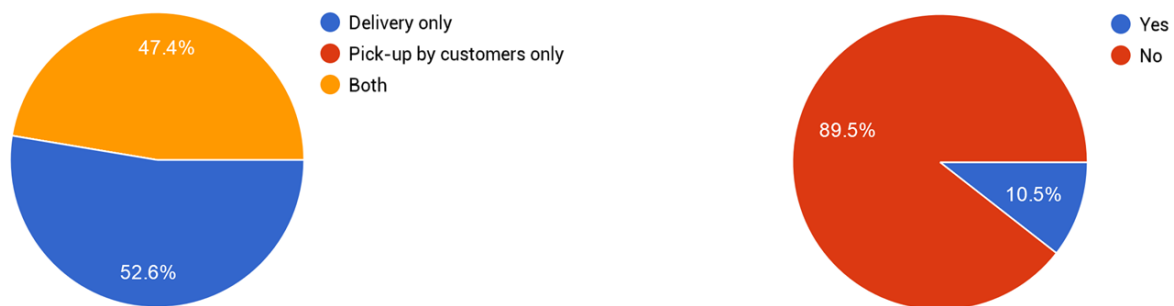 47.4%
52.6%
Delivery only
Pick-up by customers only
Both
89.5%
10.5%
Yes
No